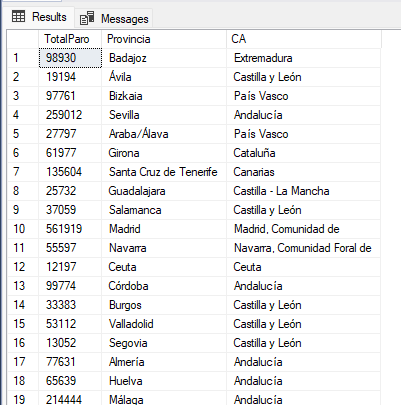 Results Messages
TotalParo Provincia CA
1 98930 Badajoz Extremadura
2 19194 Ávila Castilla y León
3 97761 Bizkaia País Vasco
4 259012 Sevilla Andalucía
5 27797 Araba/Álava País Vasco
6 61977 Girona Cataluña
7 135604 Santa Cruz de Tenerife Canarias
8 25732 Guadalajara Castilla - La Mancha
9 37059 Salamanca Castilla y León
10 561919 Madrid Madrid, Comunidad de
11 55597 Navarra Navarra, Comunidad Foral de
12 12197 Ceuta Ceuta
13 99774 Córdoba Andalucía
14 33383 Burgos Castilla y León
15 53112 Valladolid Castilla y León
16 13052 Segovia Castilla y León
17 77631 Almería Andalucía
18 65639 Huelva Andalucía
19 214444 Málaga Andalucía